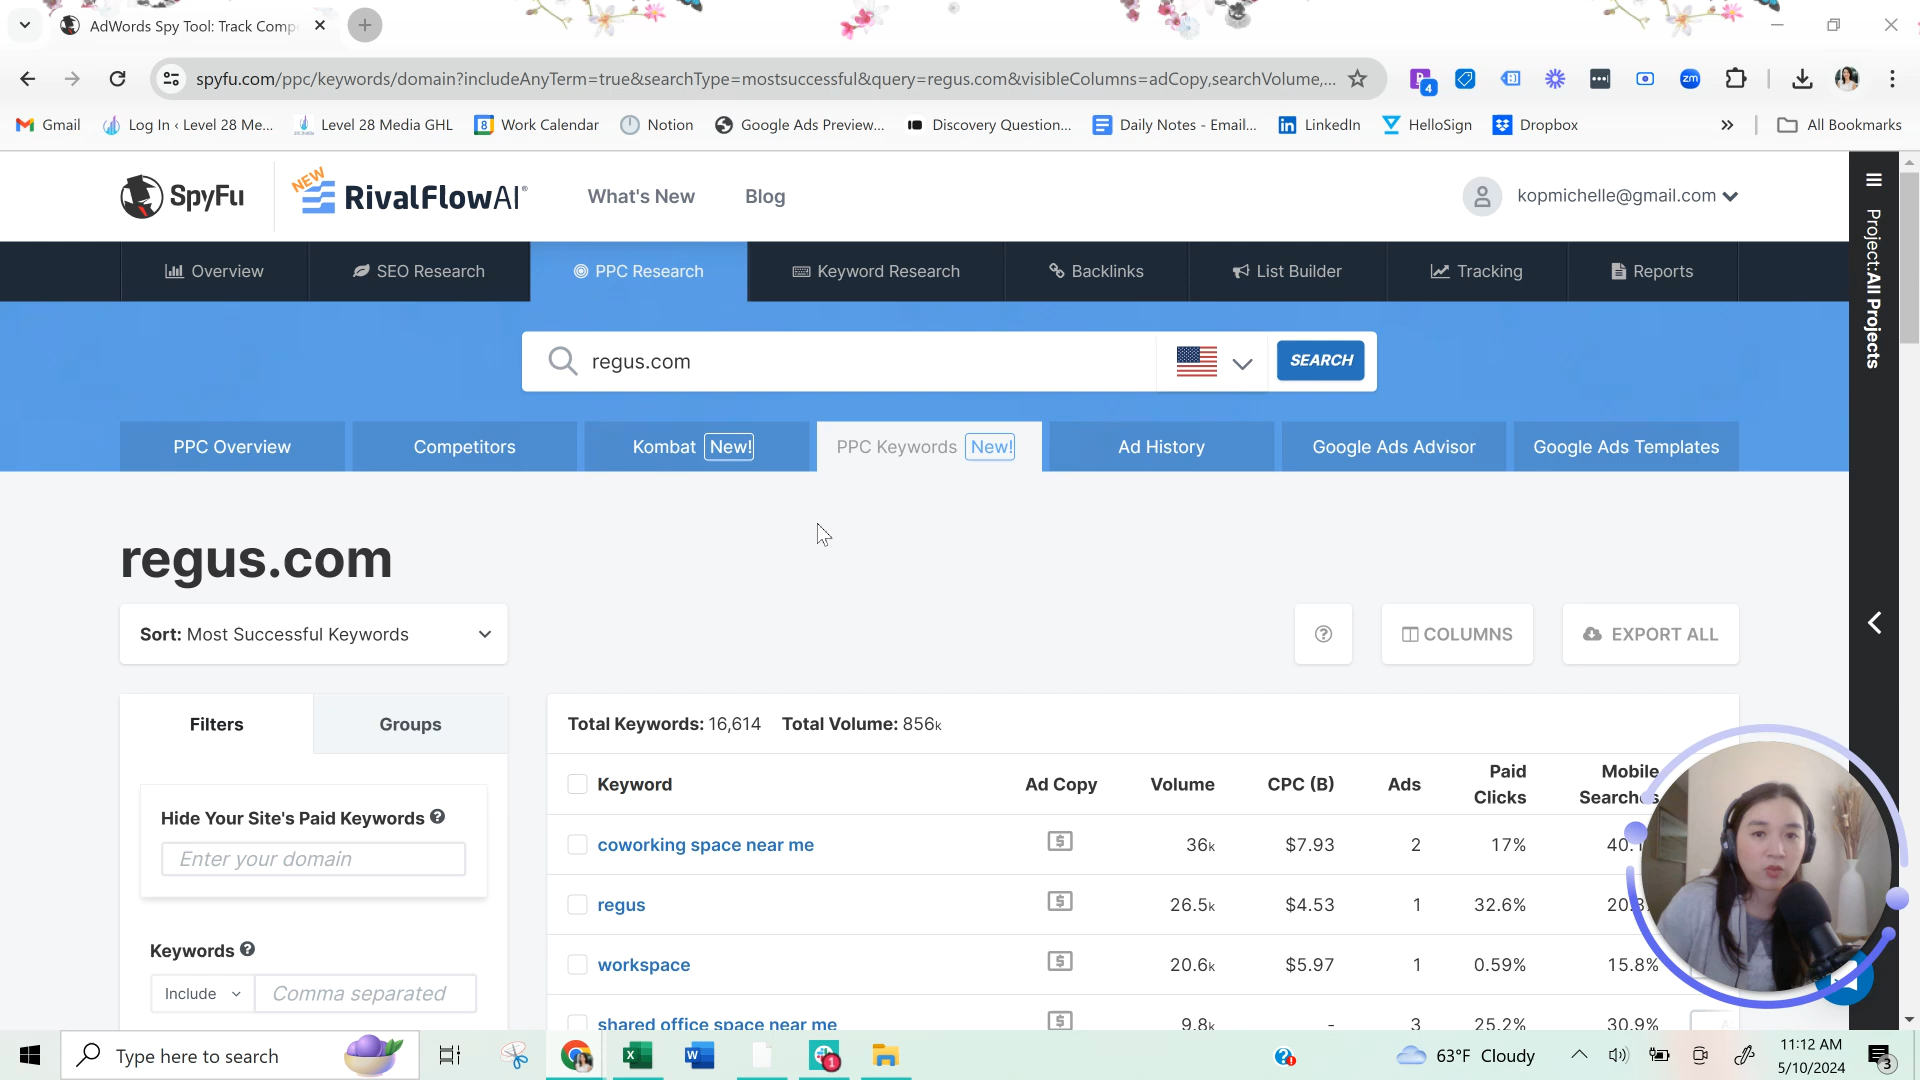 AdWords Spy Tool: Track Comp
spyfu.com/ppc/keywords/domain?includeAnyTerm=true&searchType=mostsuccessful&query=regus.com&visibleColumns=adCopy,searchVolume,...
4
zm
Gmail
Log In ‹ Level 28 Me...
Level 28 Media GHL
8
Work Calendar
Notion
Google Ads Preview...
Discovery Question...
Daily Notes - Email...
LinkedIn
HelloSign
Dropbox
All Bookmarks
SpyFu
NEW
RivalFlowAI
What's New
Blog
kopmichelle@gmail.com
Project:All Projects
Overview
SEO Research
PPC Research
Keyword Research
Backlinks
List Builder
Tracking
Reports
regus.com
SEARCH
PPC Overview
Competitors
Kombat New!
PPC Keywords New!
Ad History
Google Ads Advisor
Google Ads Templates
regus.com
Sort: Most Successful Keywords
COLUMNS
EXPORT ALL
Filters
Groups
Hide Your Site's Paid Keywords
Enter your domain
Keywords
Include
Comma separated
Total Keywords: 16,614 Total Volume: 856k
Keyword Ad Copy Volume CPC (B) Ads Paid Clicks Mobile Searches
coworking space near me 36k $7.93 2 17% 40.
regus 26.5k $4.53 1 32.6% 20.
workspace 20.6k $5.97 1 0.59% 15.8%
shared office space near me 9.8k - 3 25.2% 30.9%
Type here to search
1
63°F Cloudy
11:12 AM
5/10/2024
3